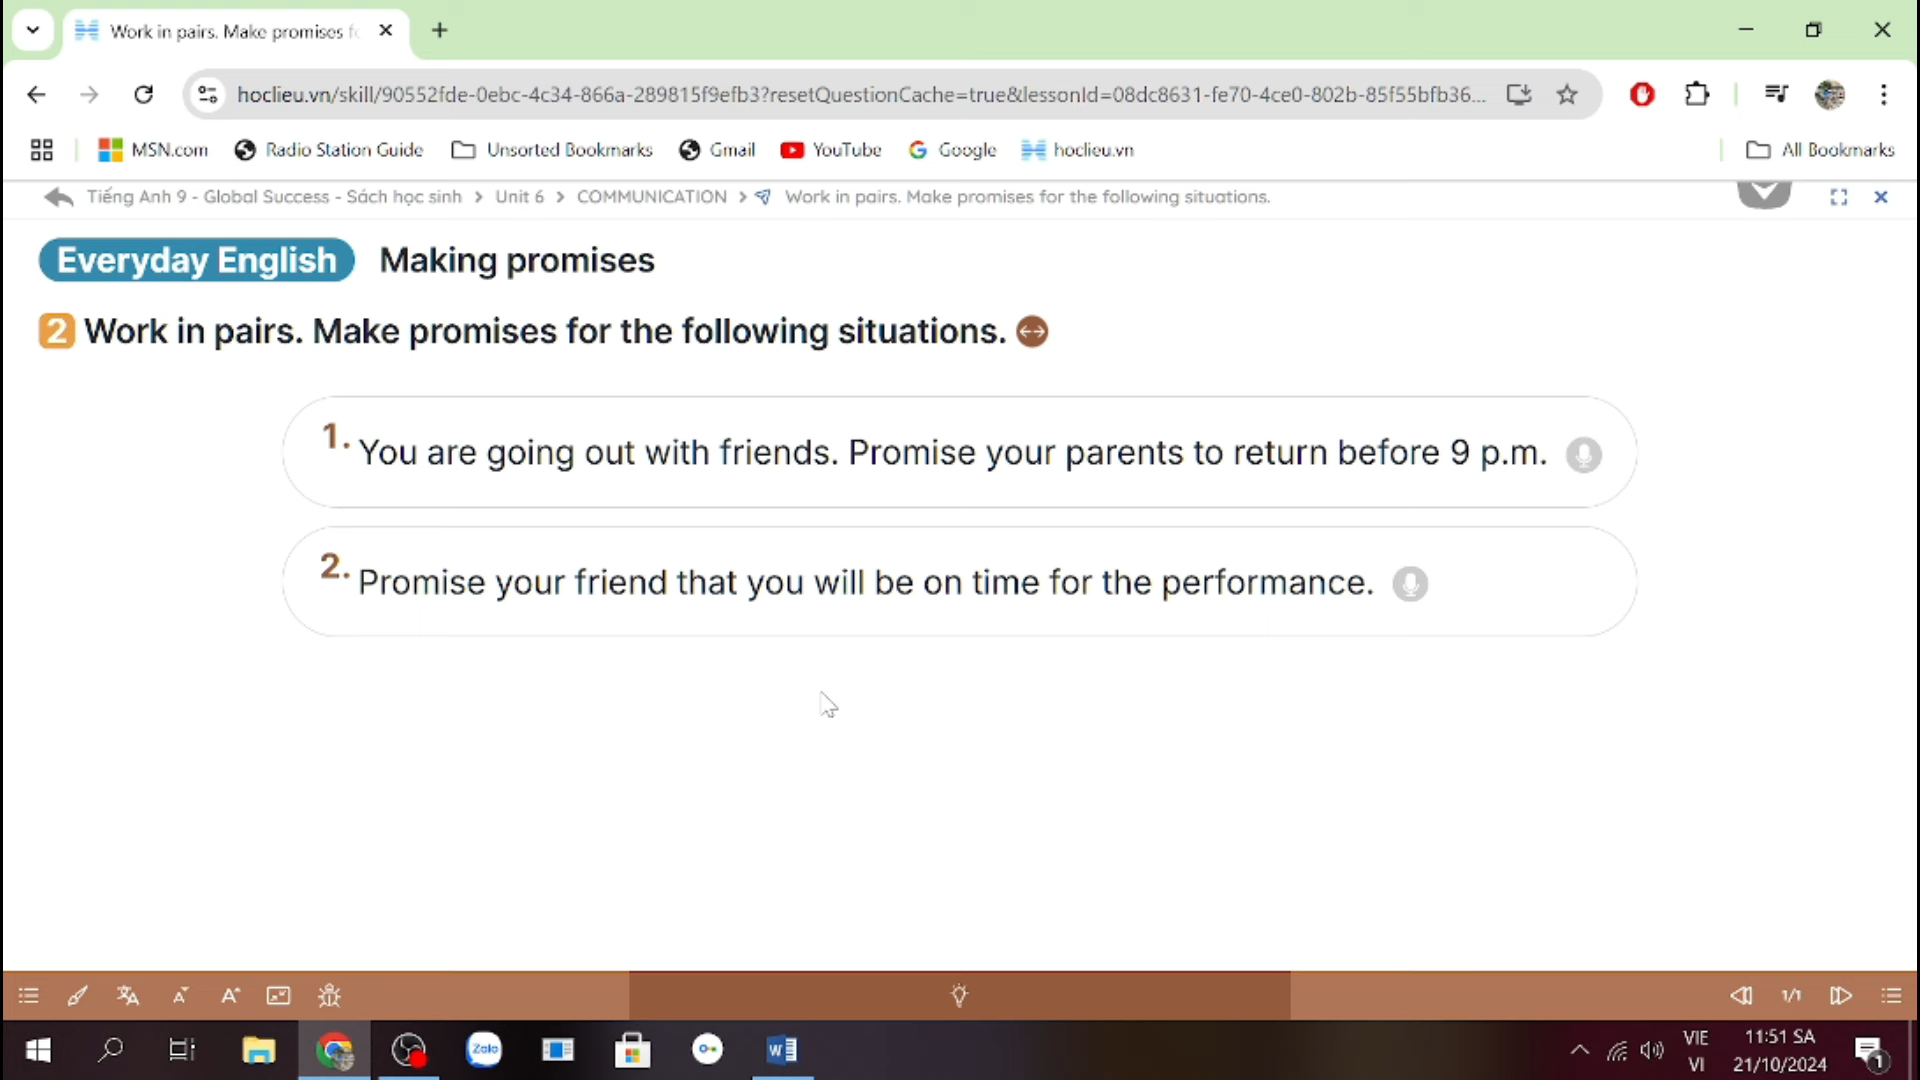 Work in pairs. Make promises fo
hoclieu.vn/skill/90552fde-0ebc-4c34-866a-289815f9efb3?resetQuestionCache=true&lessonId=08dc8631-fe70-4ce0-802b-85f55bfb36...
MSN.com Radio Station Guide Unsorted Bookmarks Gmail YouTube Google hoclieu.vn All Bookmarks
Tiếng Anh 9 - Global Success - Sách học sinh > Unit 6 > COMMUNICATION > Work in pairs. Make promises for the following situations.
Everyday English Making promises
2 Work in pairs. Make promises for the following situations.
1. You are going out with friends. Promise your parents to return before 9 p.m.
2. Promise your friend that you will be on time for the performance.
1/1
Zalo
VIE 11:51 SA
VI 21/10/2024
1